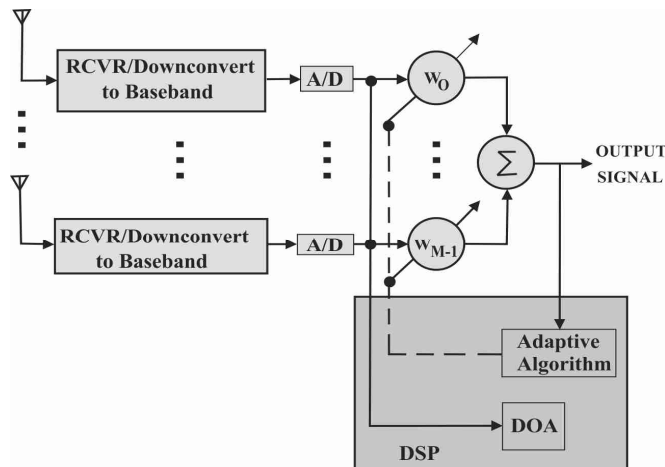 RCVR/Downconvert
to Baseband
A/D
W0
Σ
OUTPUT
SIGNAL
RCVR/Downconvert
to Baseband
A/D
WM-1
Adaptive
Algorithm
DOA
DSP